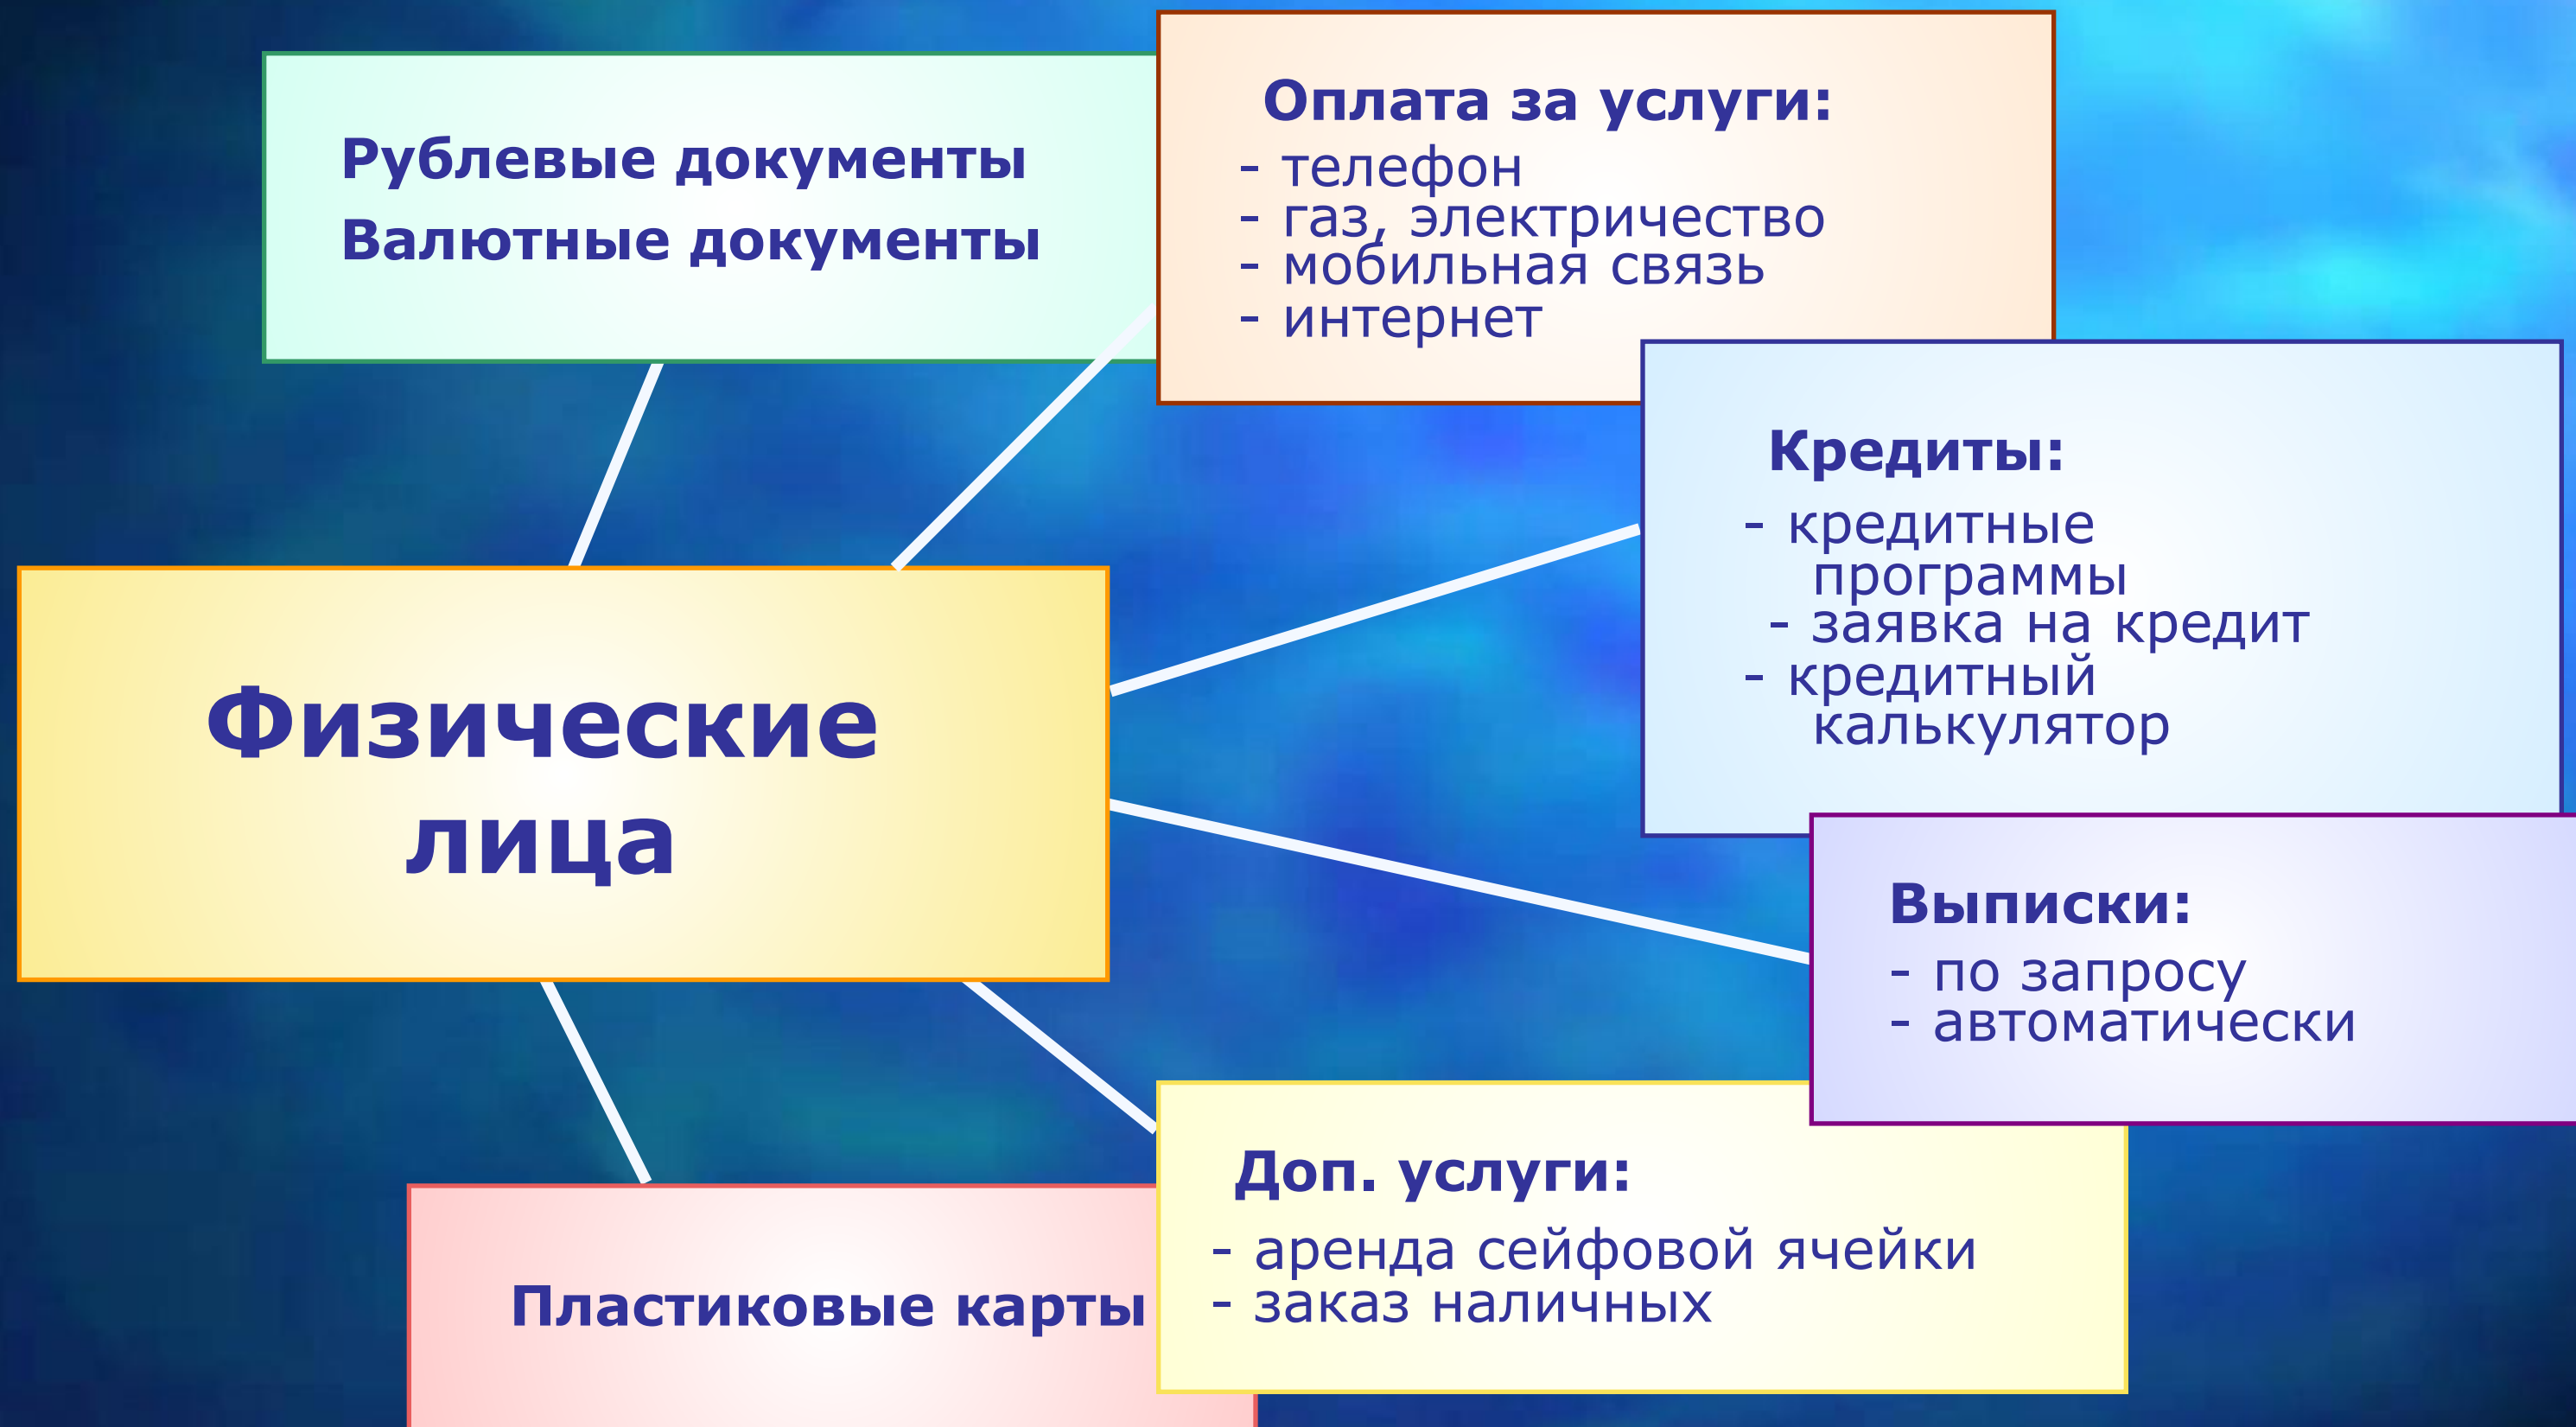 Рублевые документы
Валютные документы
Оплата за услуги:
- телефон
- газ, электричество
- мобильная связь
- интернет
Кредиты:
- кредитные
программы
- заявка на кредит
- кредитный
калькулятор
Физические
лица
Выписки:
- по запросу
- автоматически
Доп. услуги:
- аренда сейфовой ячейки
- заказ наличных
Пластиковые карты